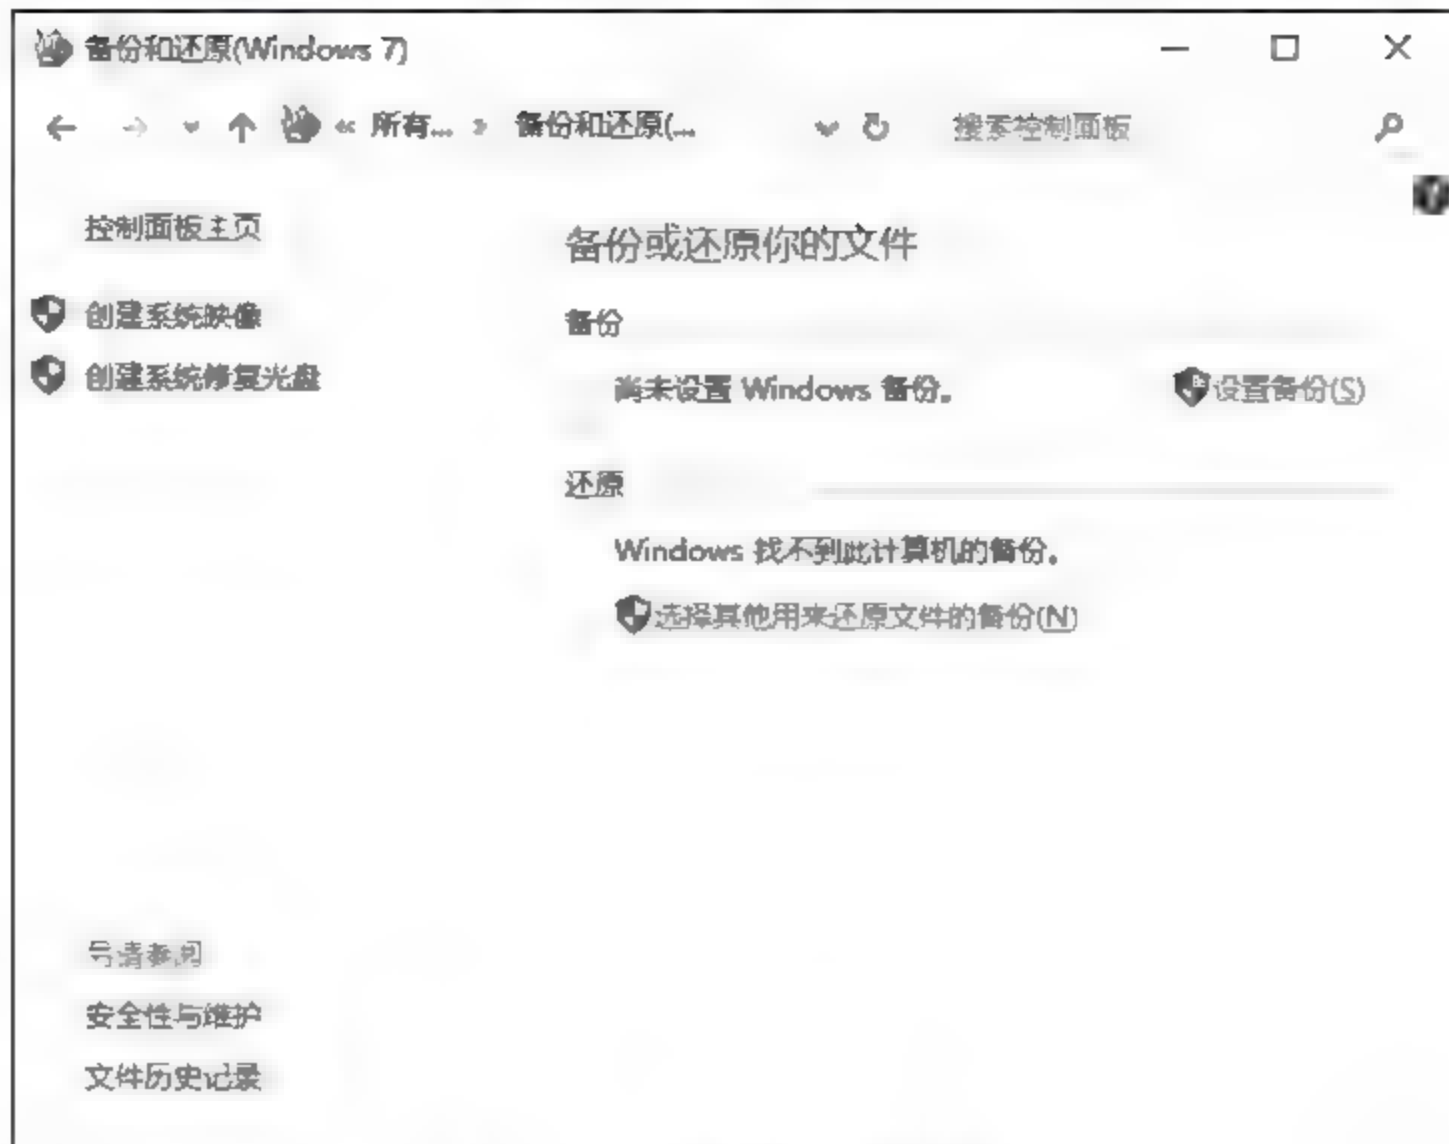 备份和还原(Windows 7)
« 所有... › 备份和还原(... 搜索控制面板
控制面板主页
创建系统映像
创建系统修复光盘
备份或还原你的文件
备份
尚未设置 Windows 备份。 设置备份(S)
还原
Windows 找不到此计算机的备份。
选择其他用来还原文件的备份(N)
另请参阅
安全性与维护
文件历史记录